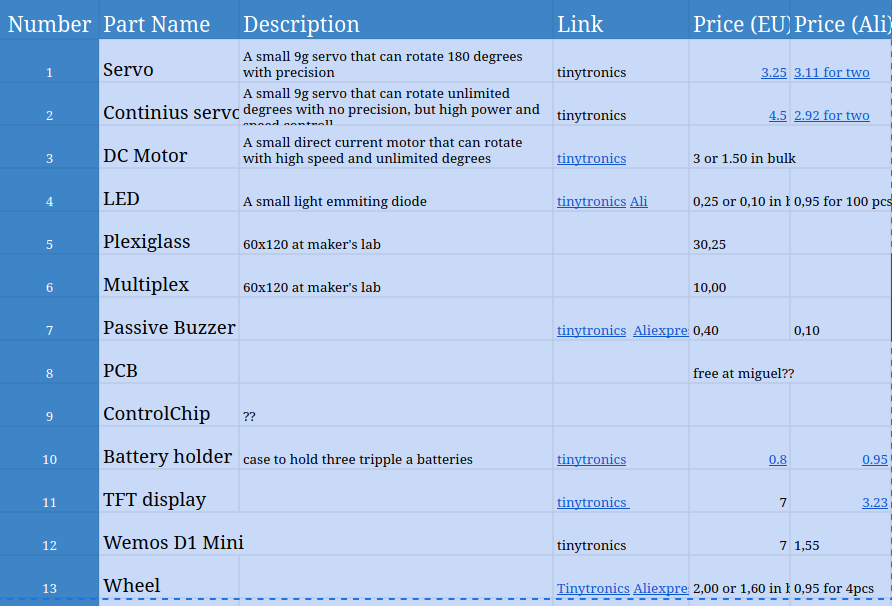 Number Part Name Description Link Price (EU) Price (Ali)
A small 9g servo that can rotate 180 degrees
1 Servo with precision tinytronics 3.25 3.11 for two
A small 9g servo that can rotate unlimited
2 Continius servo degrees with no precision, but high power and tinytronics 4.5 2.92 for two
speed controll
A small direct current motor that can rotate
3 DC Motor with high speed and unlimited degrees tinytronics 3 or 1.50 in bulk
4 LED A small light emmiting diode tinytronics Ali 0,25 or 0,10 in 0,95 for 100 pcs
5 Plexiglass 60x120 at maker's lab 30,25
6 Multiplex 60x120 at maker's lab 10,00
7 Passive Buzzer tinytronics Aliexpre 0,40 0,10
8 PCB free at miguel??
9 ControlChip ??
10 Battery holder case to hold three tripple a batteries tinytronics 0.8 0.95
11 TFT display tinytronics 7 3.23
12 Wemos D1 Mini tinytronics 7 1,55
13 Wheel Tinytronics Aliexpre 2,00 or 1,60 in 0,95 for 4pcs